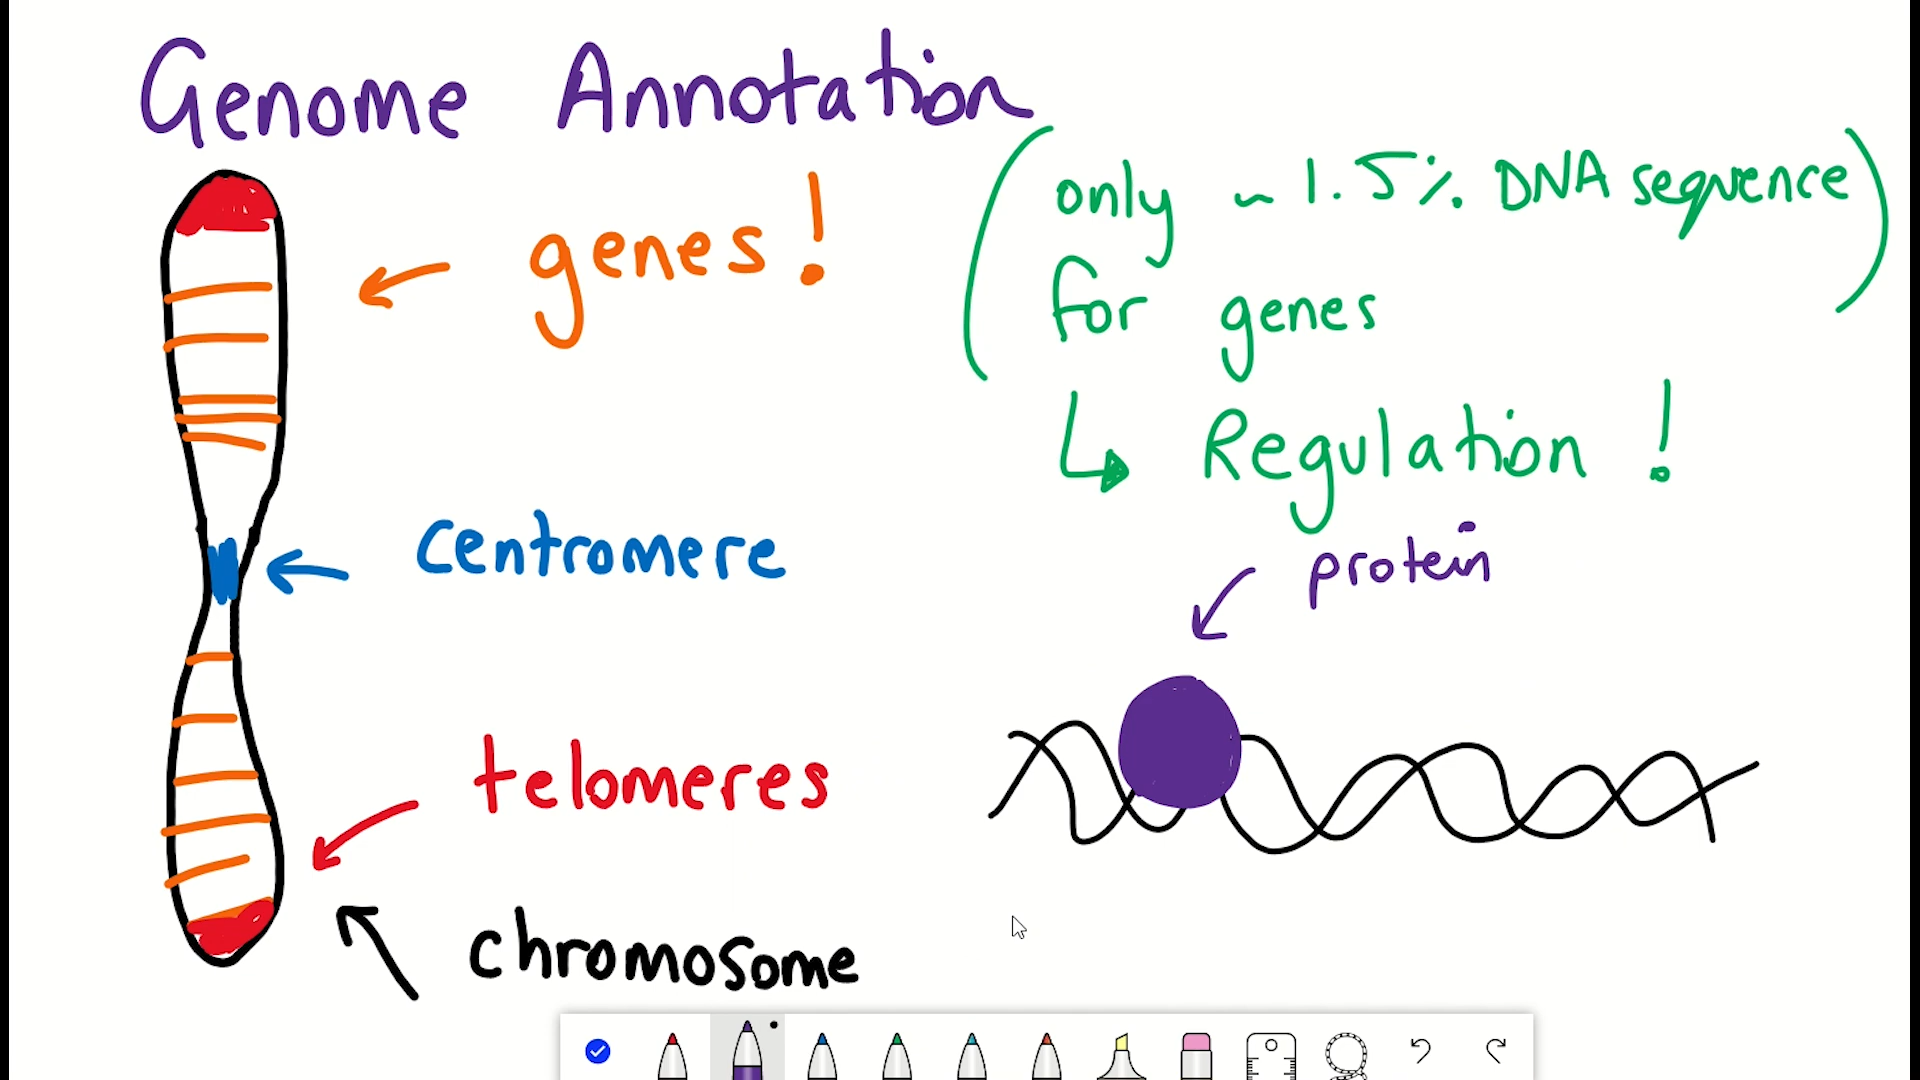 Genome Annotation
genes!
(only ~ 1.5% DNA sequence
for genes)
↳ Regulation!
centromere
protein
telomeres
chromosome